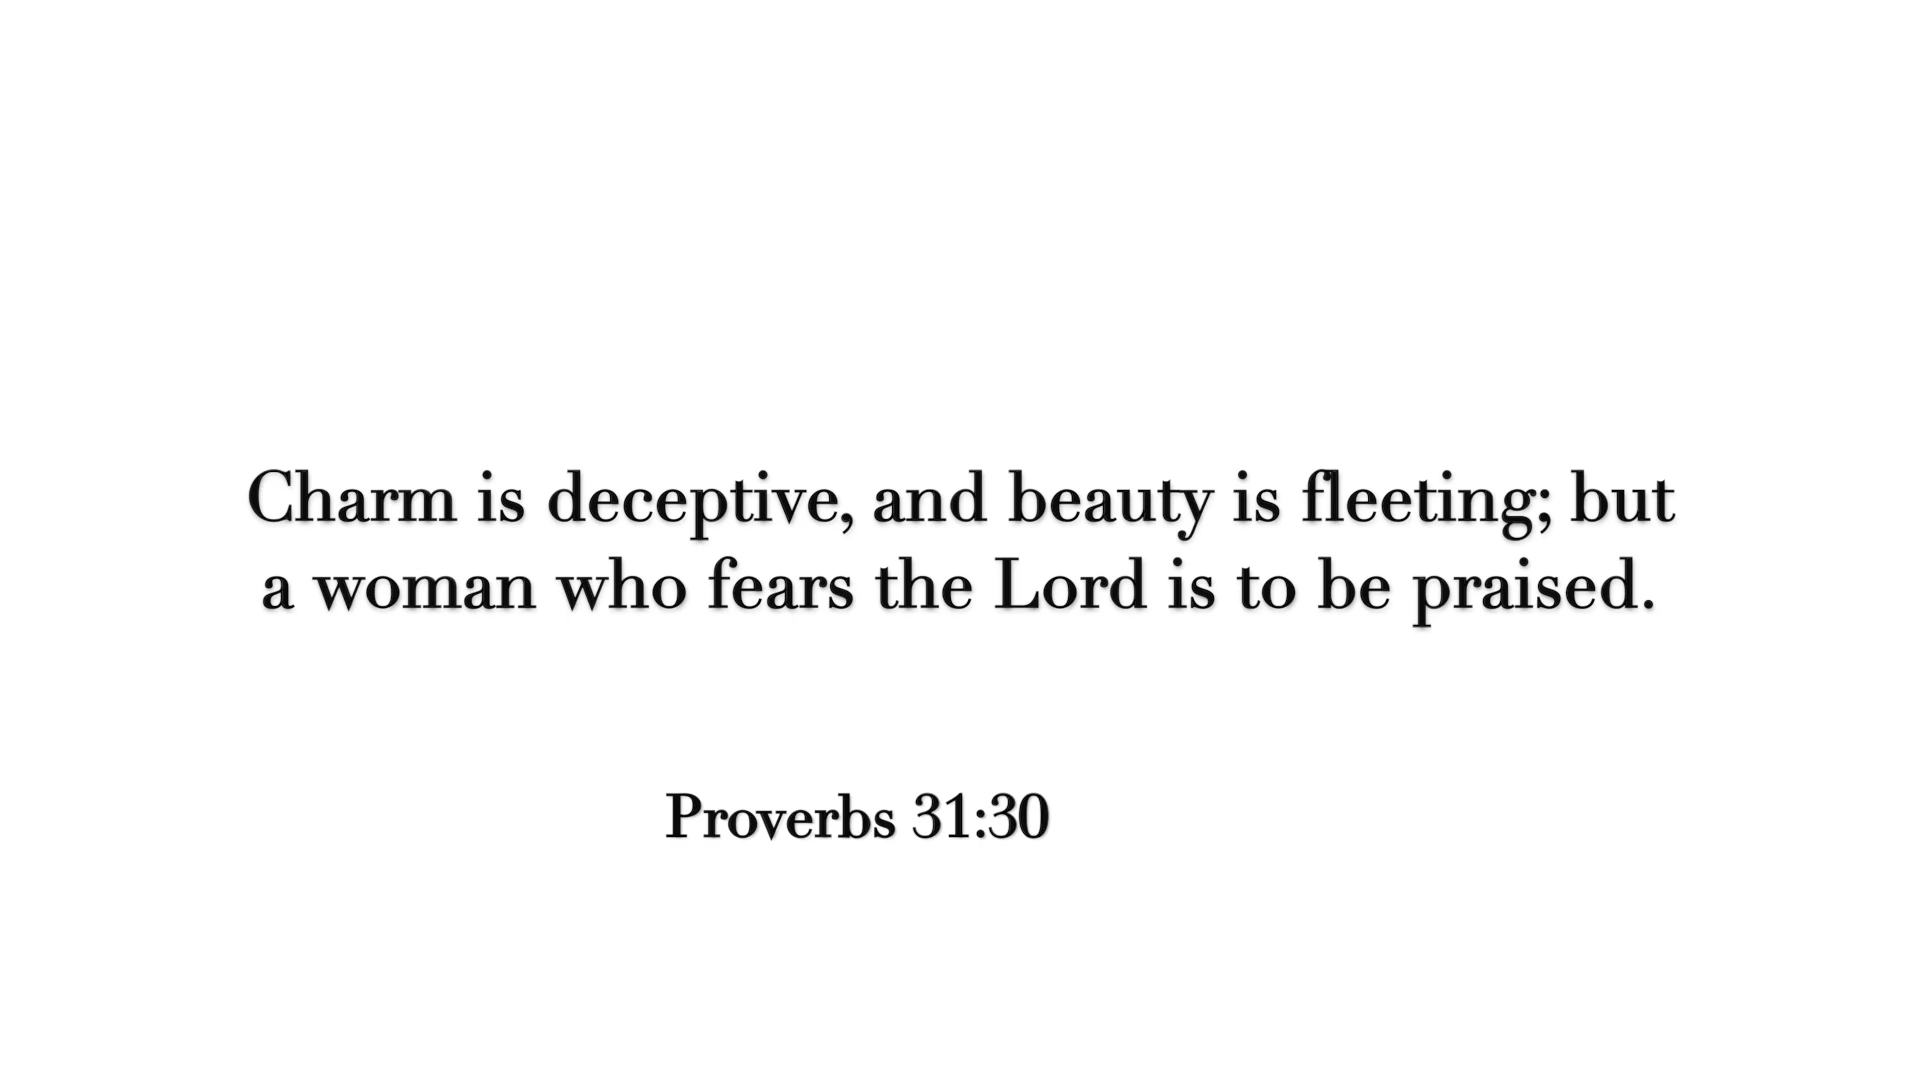 Charm is deceptive, and beauty is fleeting; but
a woman who fears the Lord is to be praised.
Proverbs 31:30